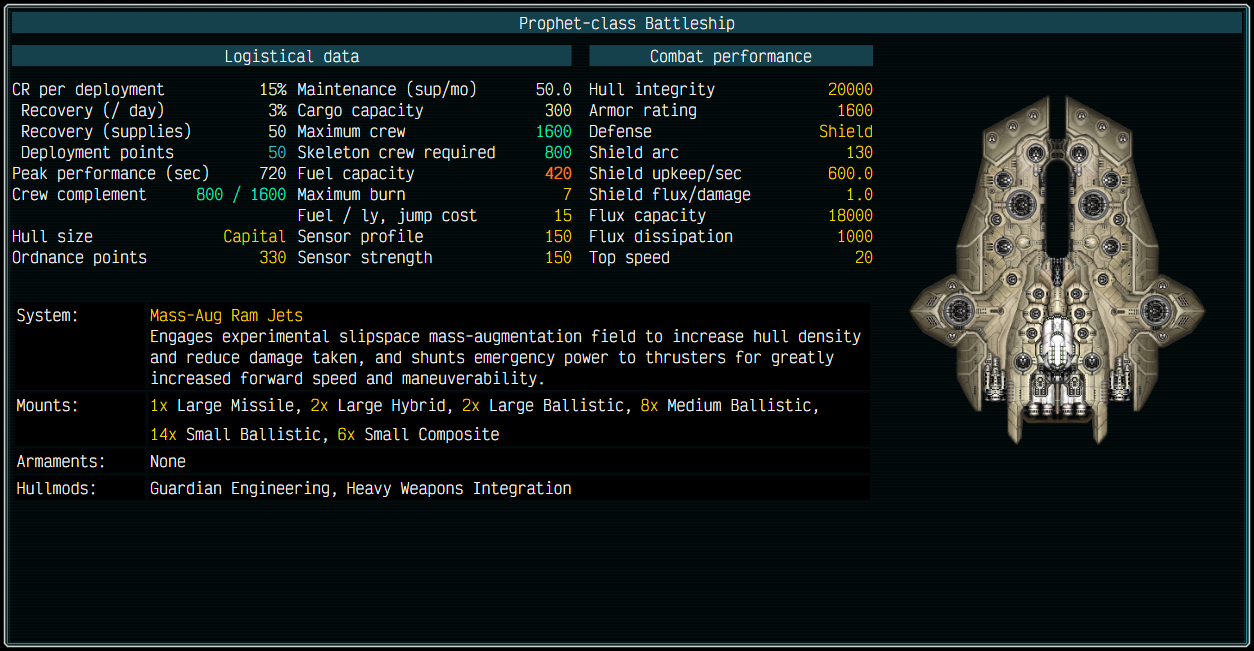 Prophet-class Battleship
Logistical data
CR per deployment 15%
Recovery (/ day) 3%
Recovery (supplies) 50
Deployment points 50
Peak performance (sec) 720
Crew complement 800 / 1600
Hull size Capital
Ordnance points 330
Maintenance (sup/mo) 50.0
Cargo capacity 300
Maximum crew 1600
Skeleton crew required 800
Fuel capacity 420
Maximum burn 7
Fuel / ly, jump cost 15
Sensor profile 150
Sensor strength 150
Combat performance
Hull integrity 20000
Armor rating 1600
Defense Shield
Shield arc 130
Shield upkeep/sec 600.0
Shield flux/damage 1.0
Flux capacity 18000
Flux dissipation 1000
Top speed 20
System: Mass-Aug Ram Jets
Engages experimental slipspace mass-augmentation field to increase hull density
and reduce damage taken, and shunts emergency power to thrusters for greatly
increased forward speed and maneuverability.
Mounts: 1x Large Missile, 2x Large Hybrid, 2x Large Ballistic, 8x Medium Ballistic,
14x Small Ballistic, 6x Small Composite
Armaments: None
Hullmods: Guardian Engineering, Heavy Weapons Integration